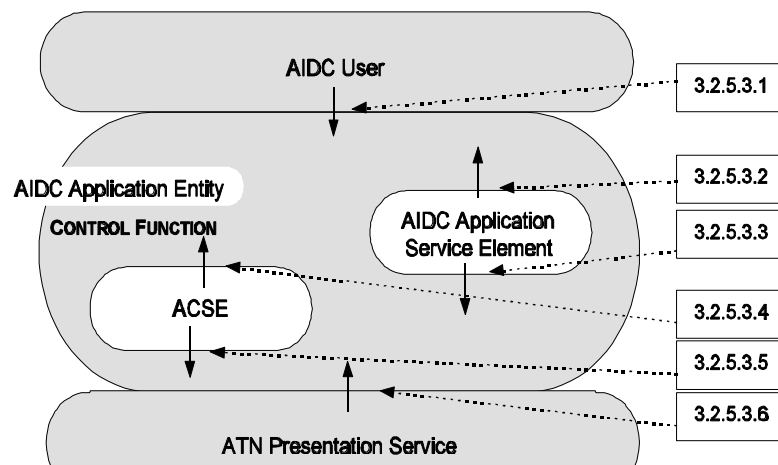 AIDC User
3.2.5.3.1
AIDC Application Entity
CONTROL FUNCTION
AIDC Application
Service Element
3.2.5.3.2
3.2.5.3.3
ACSE
3.2.5.3.4
3.2.5.3.5
3.2.5.3.6
ATN Presentation Service